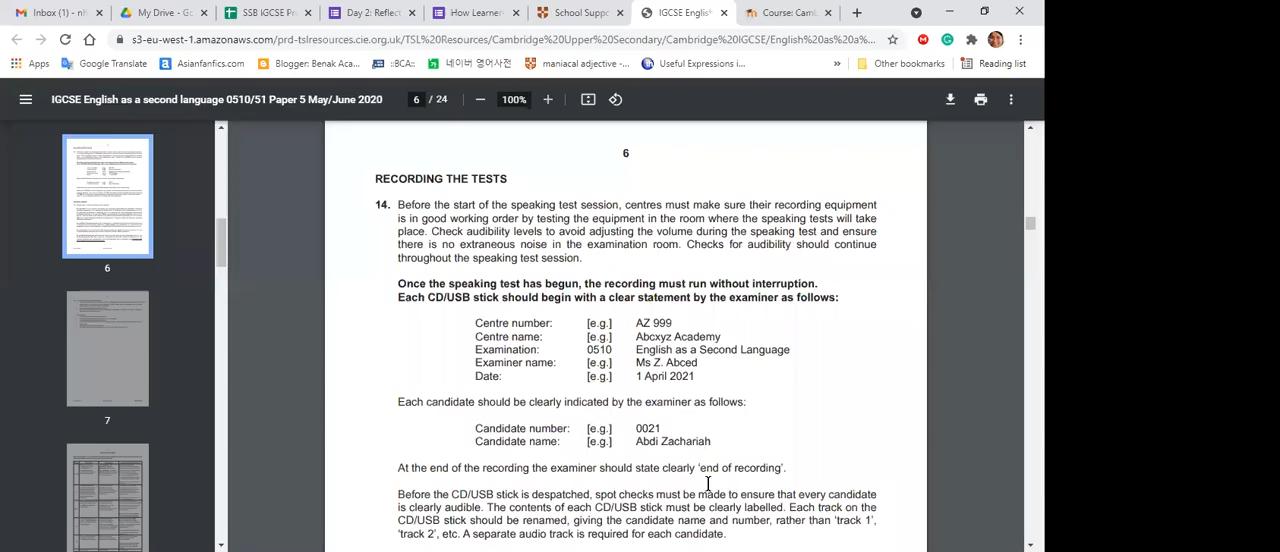 Inbox (1) - nh
My Drive - Go
SSB IGCSE Pr
Day 2: Reflect
How Learner
School Suppo
IGCSE Englis
Course: Cam
s3-eu-west-1.amazonaws.com/prd-tslresources.cie.org.uk/TSL%20Resources/Cambridge%20Upper%20Secondary/Cambridge%20IGCSE/English%20as%20a%...
Apps
Google Translate
Asianfanfics.com
Blogger: Benak Aca...
::BCA::
네이버 영어사전
maniacal adjective -...
Useful Expressions i...
»
Other bookmarks
Reading list
IGCSE English as a second language 0510/51 Paper 5 May/June 2020
6 / 24
100%
6
7
6
RECORDING THE TESTS
14. Before the start of the speaking test session, centres must make sure their recording equipment
is in good working order by testing the equipment in the room where the speaking tests will take
place. Check audibility levels to avoid adjusting the volume during the speaking test and ensure
there is no extraneous noise in the examination room. Checks for audibility should continue
throughout the speaking test session.
Once the speaking test has begun, the recording must run without interruption.
Each CD/USB stick should begin with a clear statement by the examiner as follows:
Centre number: [e.g.] AZ 999
Centre name: [e.g.] Abcxyz Academy
Examination: 0510 English as a Second Language
Examiner name: [e.g.] Ms Z. Abced
Date: [e.g.] 1 April 2021
Each candidate should be clearly indicated by the examiner as follows:
Candidate number: [e.g.] 0021
Candidate name: [e.g.] Abdi Zachariah
At the end of the recording the examiner should state clearly 'end of recording'.
Before the CD/USB stick is despatched, spot checks must be made to ensure that every candidate
is clearly audible. The contents of each CD/USB stick must be clearly labelled. Each track on the
CD/USB stick should be renamed, giving the candidate name and number, rather than 'track 1',
'track 2', etc. A separate audio track is required for each candidate.